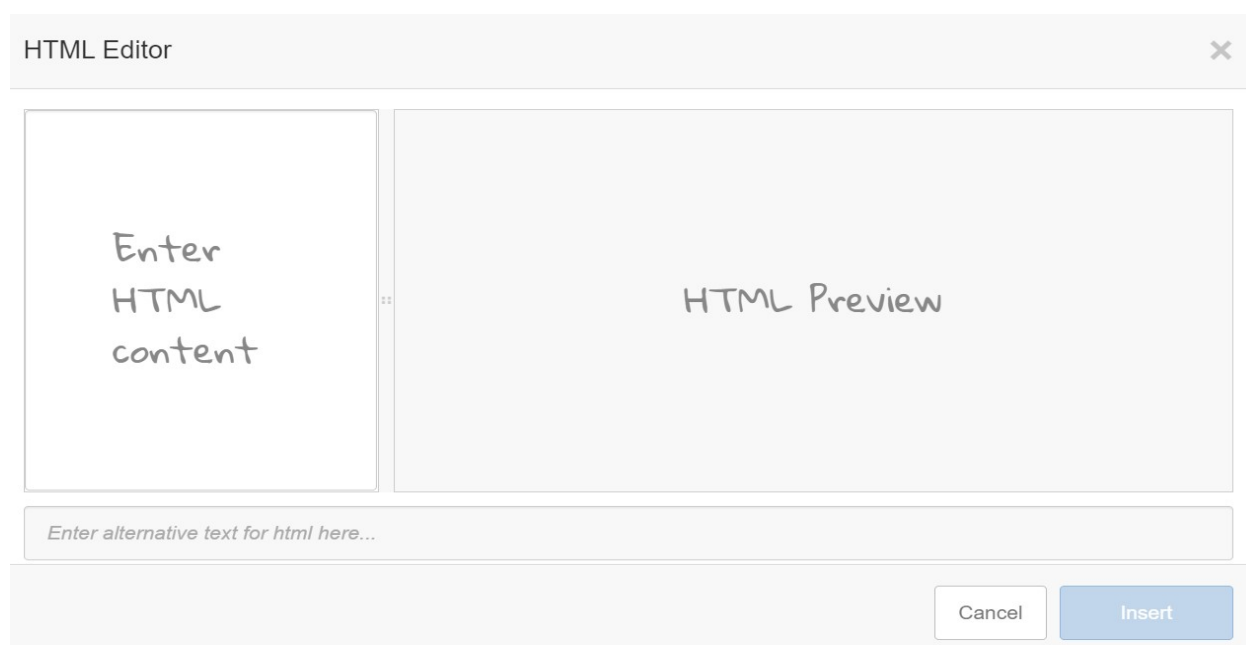 HTML Editor
Enter
HTML
content
HTML Preview
Enter alternative text for html here...
Cancel
Insert